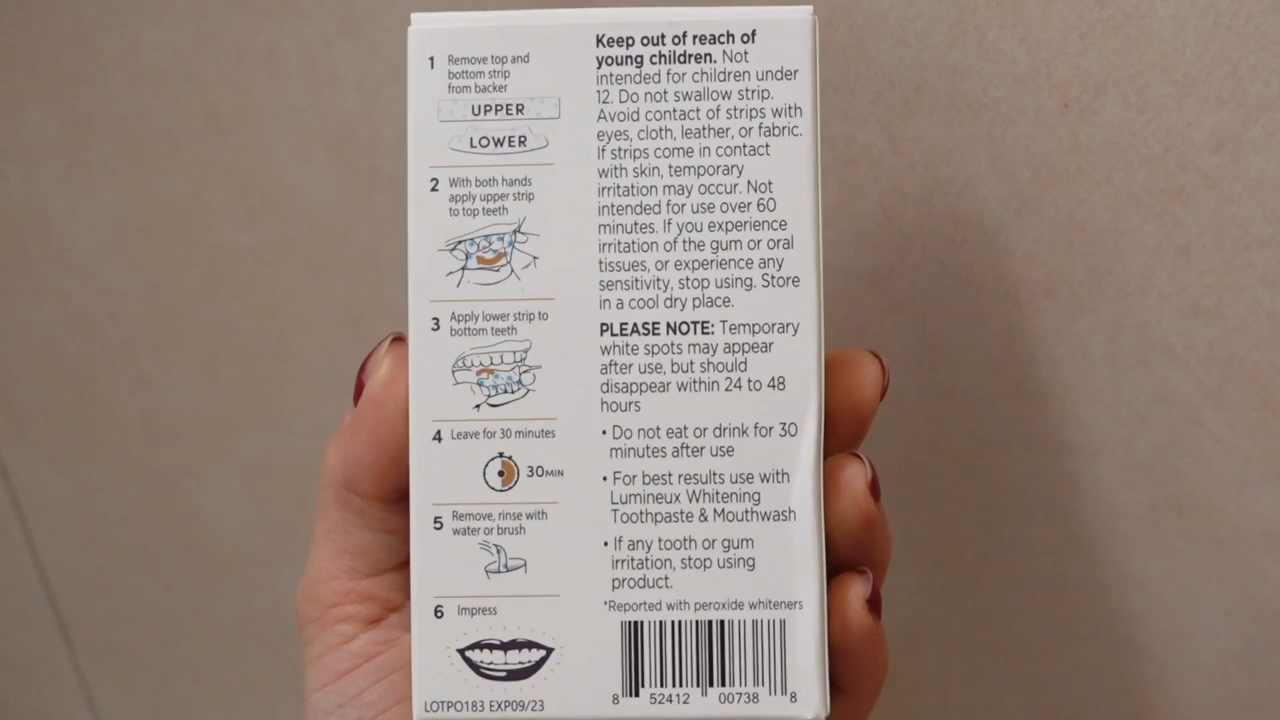 1 Remove top and
bottom strip
from backer
UPPER
LOWER
2 With both hands
apply upper strip
to top teeth
3 Apply lower strip to
bottom teeth
4 Leave for 30 minutes
30MIN
5 Remove, rinse with
water or brush
6 Impress
LOTPO183 EXP09/23
Keep out of reach of
young children. Not
intended for children under
12. Do not swallow strip.
Avoid contact of strips with
eyes, cloth, leather, or fabric.
If strips come in contact
with skin, temporary
irritation may occur. Not
intended for use over 60
minutes. If you experience
irritation of the gum or oral
tissues, or experience any
sensitivity, stop using. Store
in a cool dry place.
PLEASE NOTE: Temporary
white spots may appear
after use, but should
disappear within 24 to 48
hours
• Do not eat or drink for 30
minutes after use
• For best results use with
Lumineux Whitening
Toothpaste & Mouthwash
• If any tooth or gum
irritation, stop using
product.
*Reported with peroxide whiteners
8 52412 00738 8